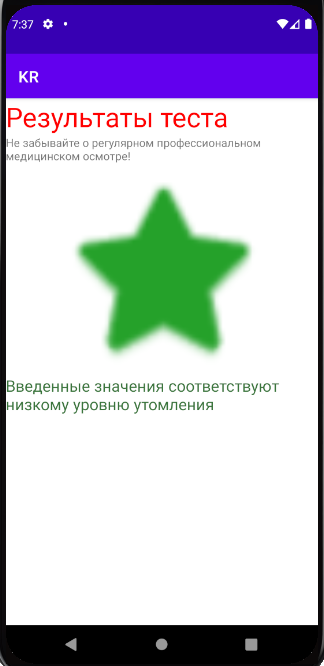 7:37
KR
Результаты теста
Не забывайте о регулярном профессиональном
медицинском осмотре!
Введенные значения соответствуют
низкому уровню утомления